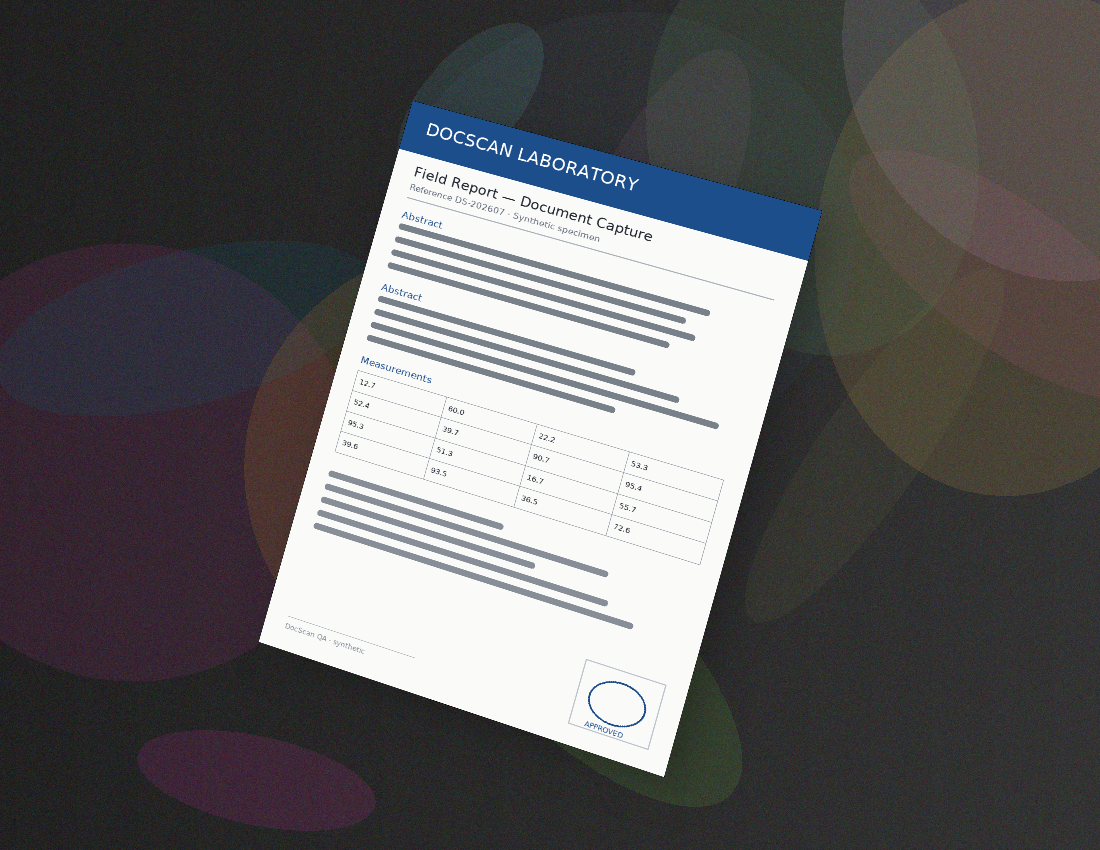 DOCSCAN LABORATORY
Field Report — Document Capture
Reference DS-202607 · Synthetic specimen
Abstract
Abstract
Measurements
12.7 60.0 22.2 53.3
52.4 39.7 90.7 95.4
95.3 51.3 16.7 55.7
39.6 93.5 36.5 72.6
DocScan QA · synthetic
APPROVED